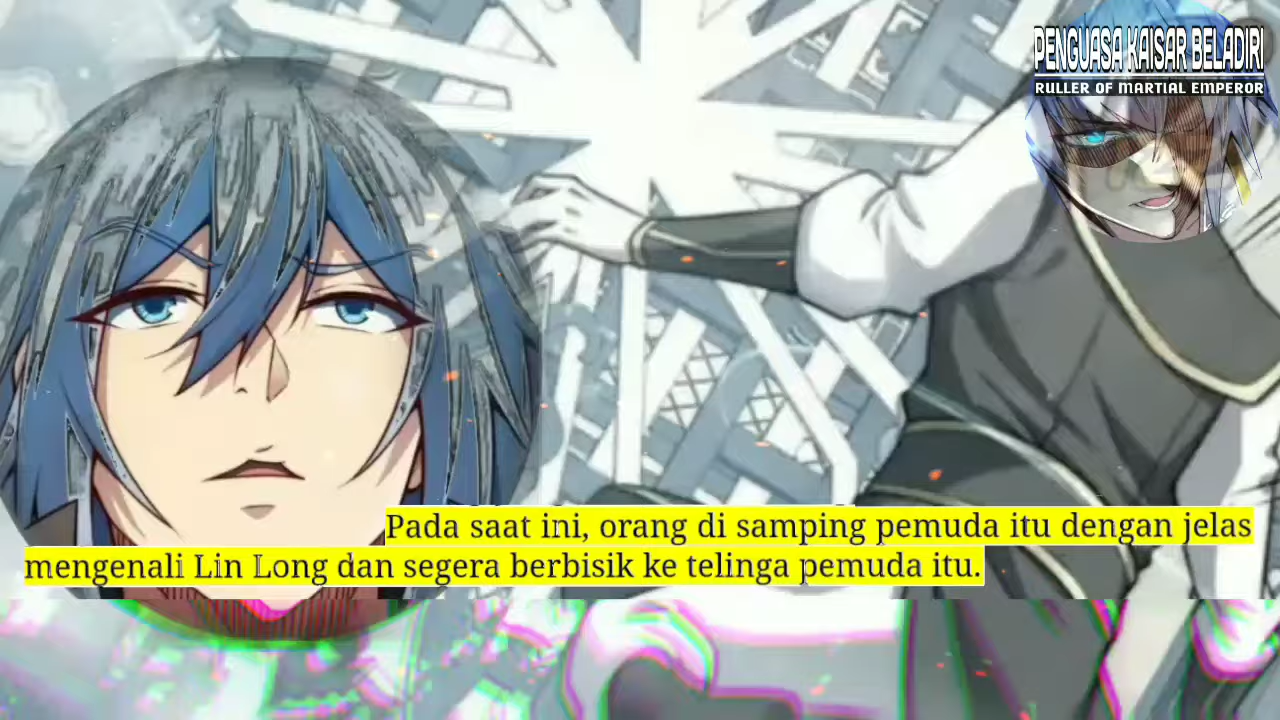 PENGUASA KAISAR BELADIRI
RULLER OF MARTIAL EMPEROR
Pada saat ini, orang di samping pemuda itu dengan jelas
mengenali Lin Long dan segera berbisik ke telinga pemuda itu.